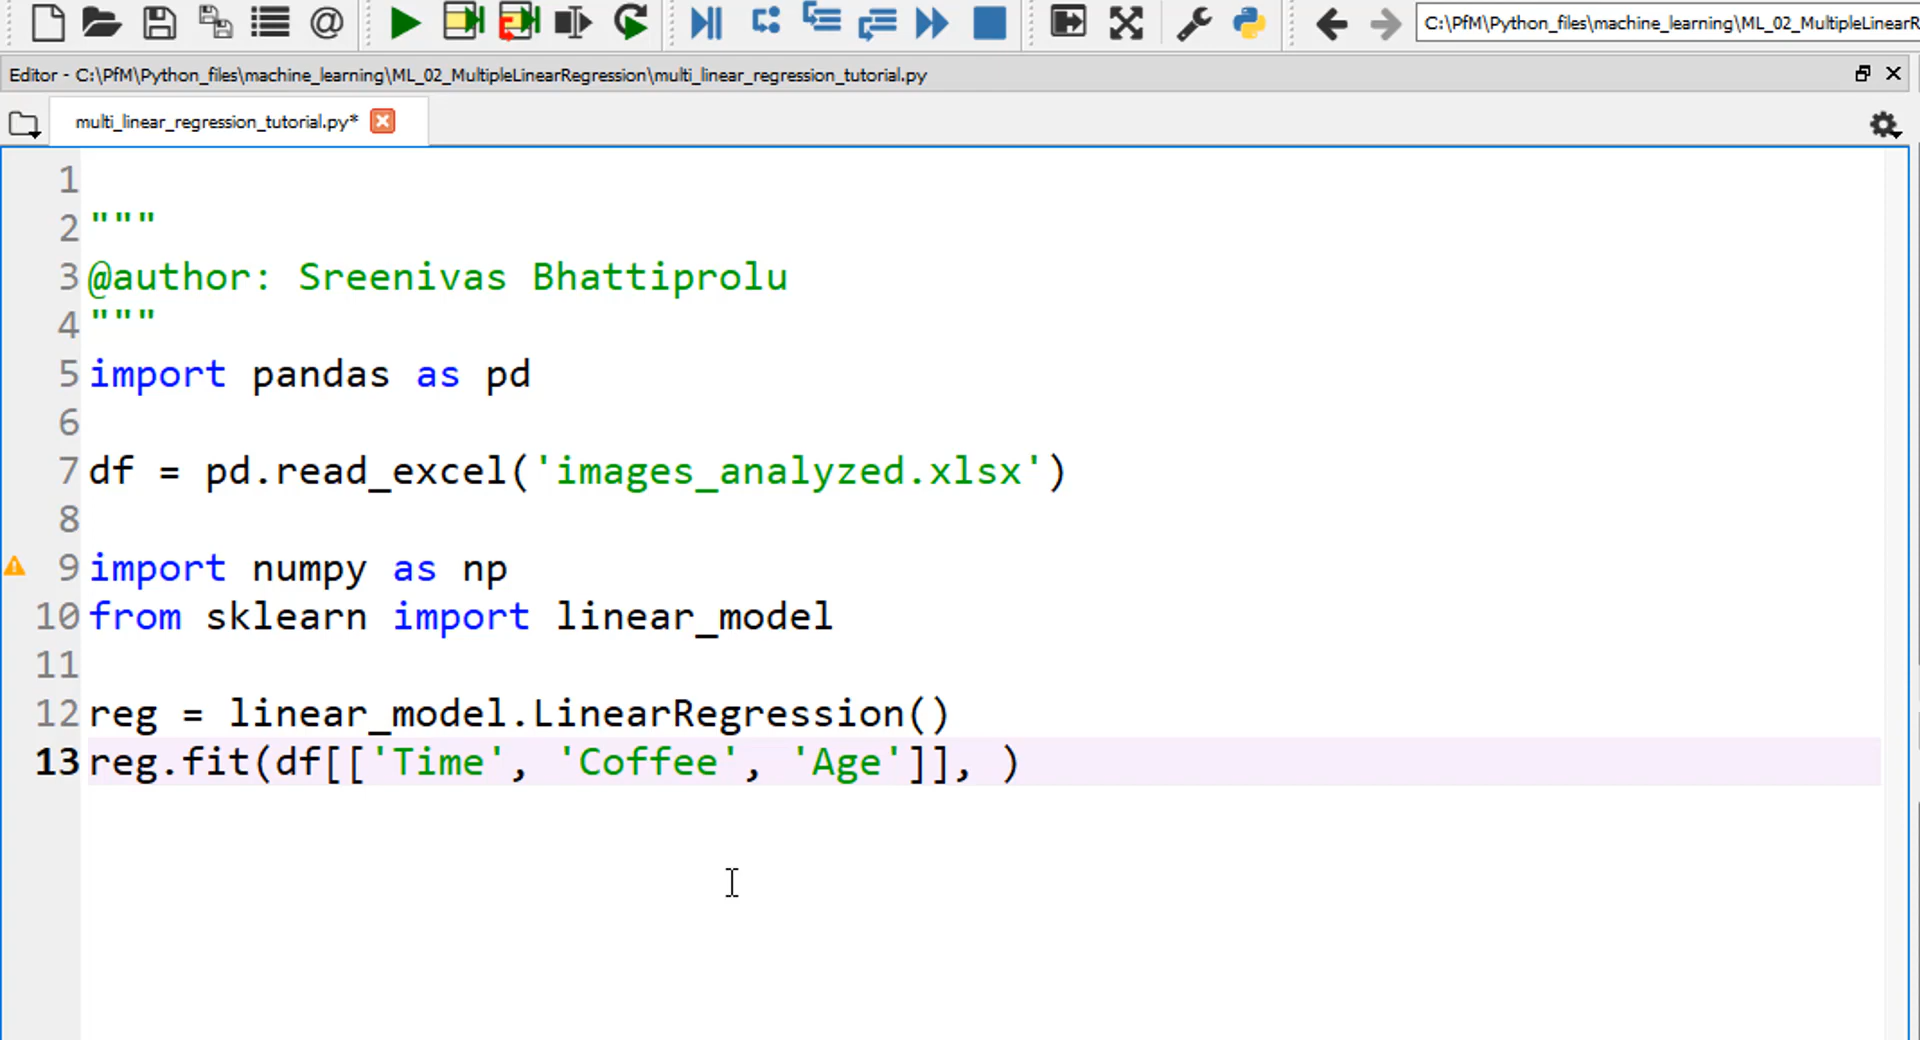 C:\PfM\Python_files\machine_learning\ML_02_MultipleLinearR
Editor - C:\PfM\Python_files\machine_learning\ML_02_MultipleLinearRegression\multi_linear_regression_tutorial.py
multi_linear_regression_tutorial.py*
1
2 """
3 @author: Sreenivas Bhattiprolu
4 """
5 import pandas as pd
6
7 df = pd.read_excel('images_analyzed.xlsx')
8
9 import numpy as np
10 from sklearn import linear_model
11
12 reg = linear_model.LinearRegression()
13 reg.fit(df[['Time', 'Coffee', 'Age']], )